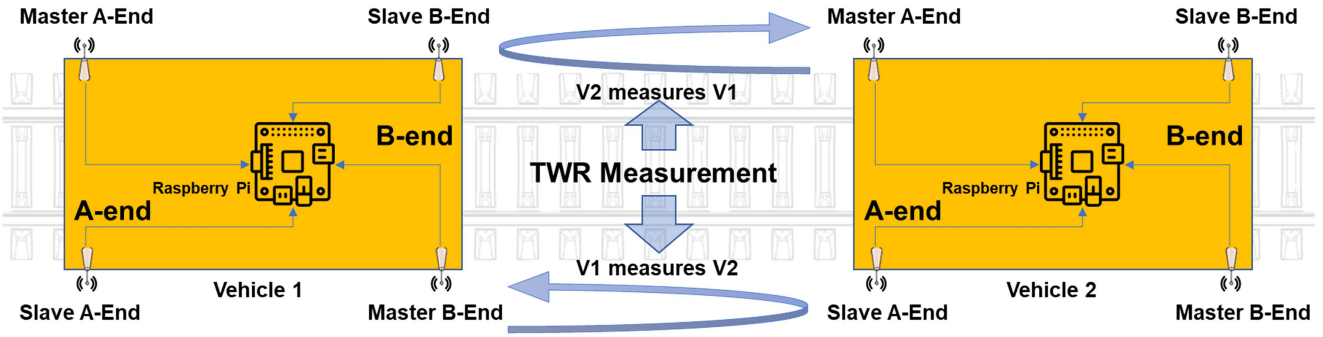 Master A-End
Slave B-End
Master A-End
Slave B-End
V2 measures V1
B-end
B-end
TWR Measurement
Raspberry Pi
Raspberry Pi
A-end
A-end
V1 measures V2
Vehicle 1
Vehicle 2
Slave A-End
Master B-End
Slave A-End
Master B-End